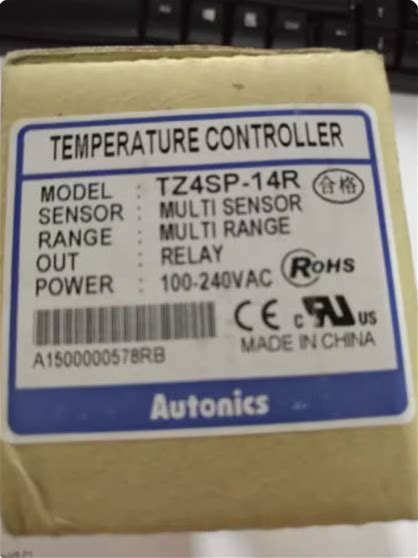 TEMPERATURE CONTROLLER
MODEL : TZ4SP-14R 合格
SENSOR : MULTI SENSOR
RANGE : MULTI RANGE
OUT : RELAY
POWER : 100-240VAC RoHS
CE c RU US
MADE IN CHINA
A1500000578RB
Autonics